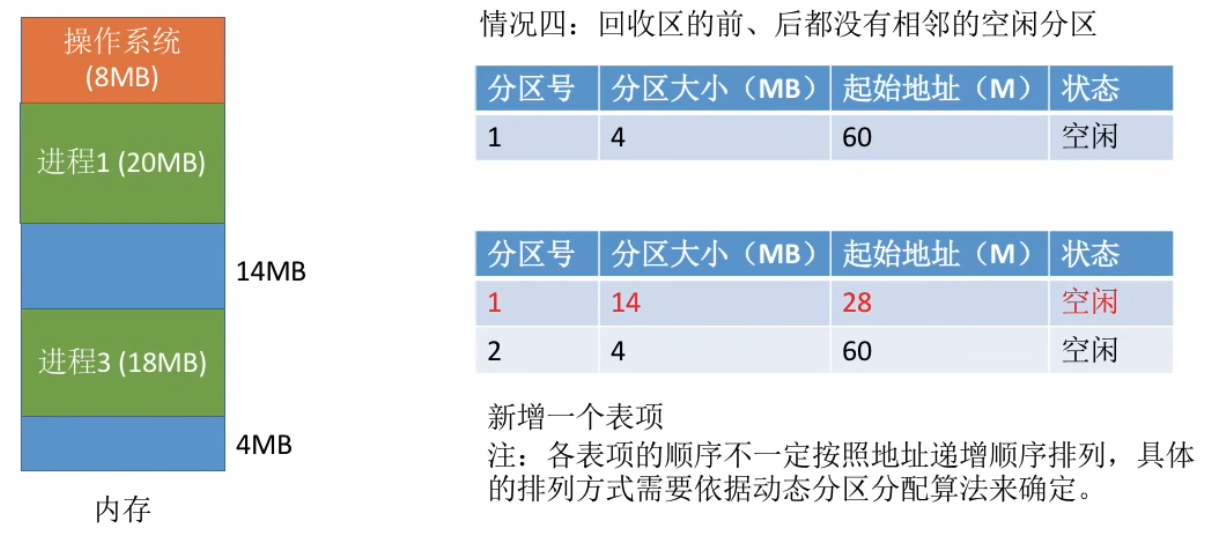 操作系统
(8MB)
进程1 (20MB)
14MB
进程3 (18MB)
4MB
内存
情况四：回收区的前、后都没有相邻的空闲分区
分区号 分区大小（MB） 起始地址（M） 状态
1 4 60 空闲
分区号 分区大小（MB） 起始地址（M） 状态
1 14 28 空闲
2 4 60 空闲
新增一个表项
注：各表项的顺序不一定按照地址递增顺序排列，具体
的排列方式需要依据动态分区分配算法来确定。